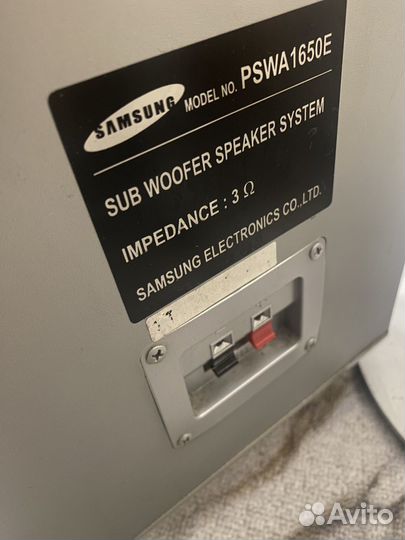 SAMSUNG MODEL NO. PSWA1650E
SUB WOOFER SPEAKER SYSTEM
IMPEDANCE : 3 Ω
SAMSUNG ELECTRONICS CO.,LTD.
Avito